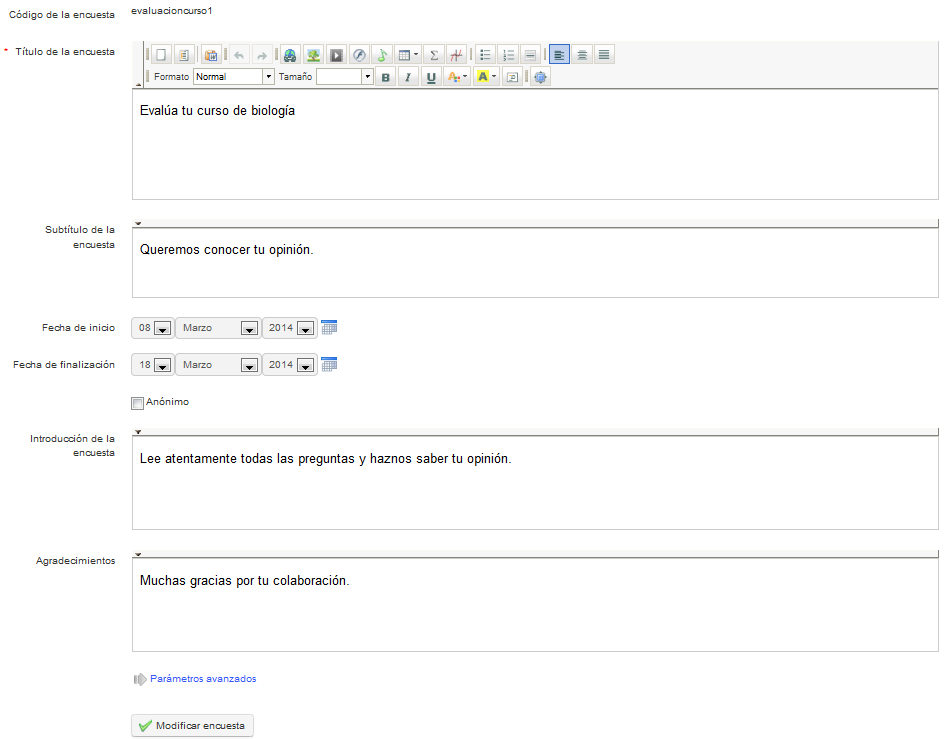 Código de la encuesta evaluacioncurso1
* Título de la encuesta
Formato Normal Tamaño B I U A A
Evalúa tu curso de biología
Subtítulo de la
encuesta
Queremos conocer tu opinión.
Fecha de inicio 08 Marzo 2014
Fecha de finalización 18 Marzo 2014
Anónimo
Introducción de la
encuesta
Lee atentamente todas las preguntas y haznos saber tu opinión.
Agradecimientos
Muchas gracias por tu colaboración.
Parámetros avanzados
Modificar encuesta